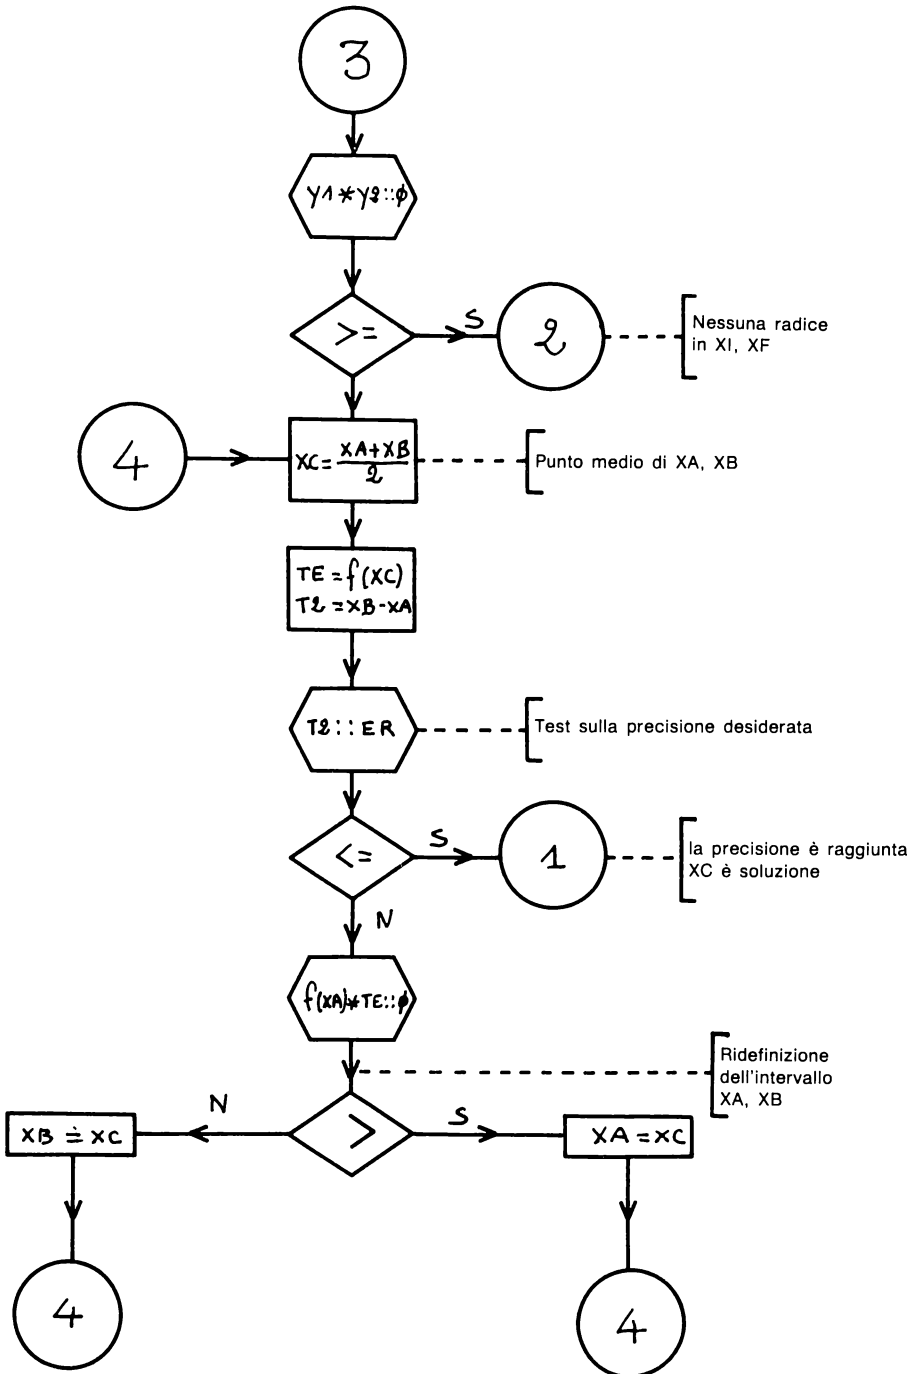 3
Y1*Y2::ϕ
>=
S
2
Nessuna radice
in XI, XF
4
XC=XA+XB
2
Punto medio di XA, XB
TE=f(XC)
T2=XB-XA
T2::ER
Test sulla precisione desiderata
<=
S
1
la precisione è raggiunta
XC è soluzione
N
f(XA)*TE::ϕ
Ridefinizione
dell'intervallo
XA, XB
N
>
S
XB = XC
XA=XC
4
4